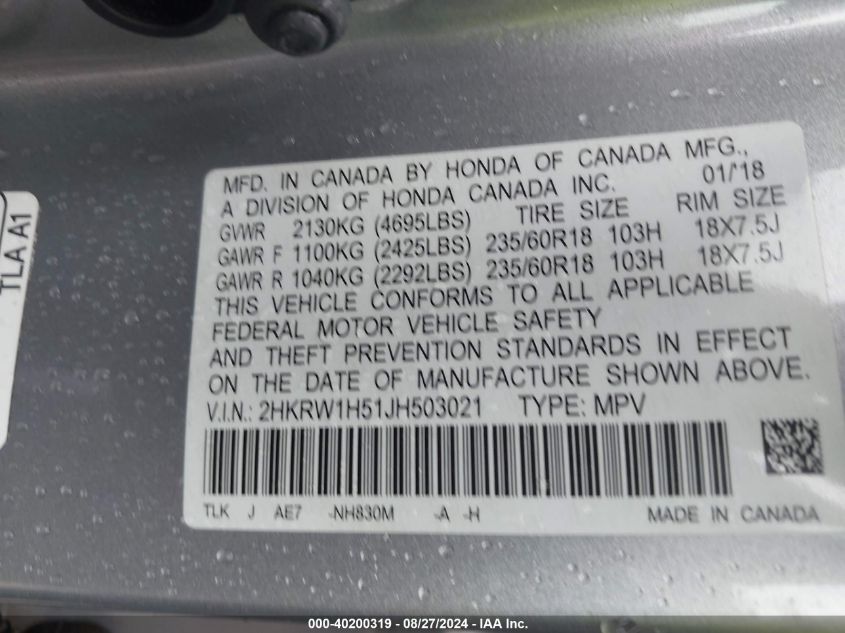 MFD. IN CANADA BY HONDA OF CANADA MFG.,
A DIVISION OF HONDA CANADA INC. 01/'18
GVWR 2130KG (4695LBS) TIRE SIZE RIM SIZE
GAWR F 1100KG (2425LBS) 235/60R18 103H 18X7.5J
GAWR R 1040KG (2292LBS) 235/60R18 103H 18X7.5J
THIS VEHICLE CONFORMS TO ALL APPLICABLE
FEDERAL MOTOR VEHICLE SAFETY
AND THEFT PREVENTION STANDARDS IN EFFECT
ON THE DATE OF MANUFACTURE SHOWN ABOVE.
V.I.N.: 2HKRW1H51JH503021 TYPE: MPV
TLK J AE7 -NH830M -A -H MADE IN CANADA
TLA A1
000-40200319 - 08/27/2024 - IAA Inc.